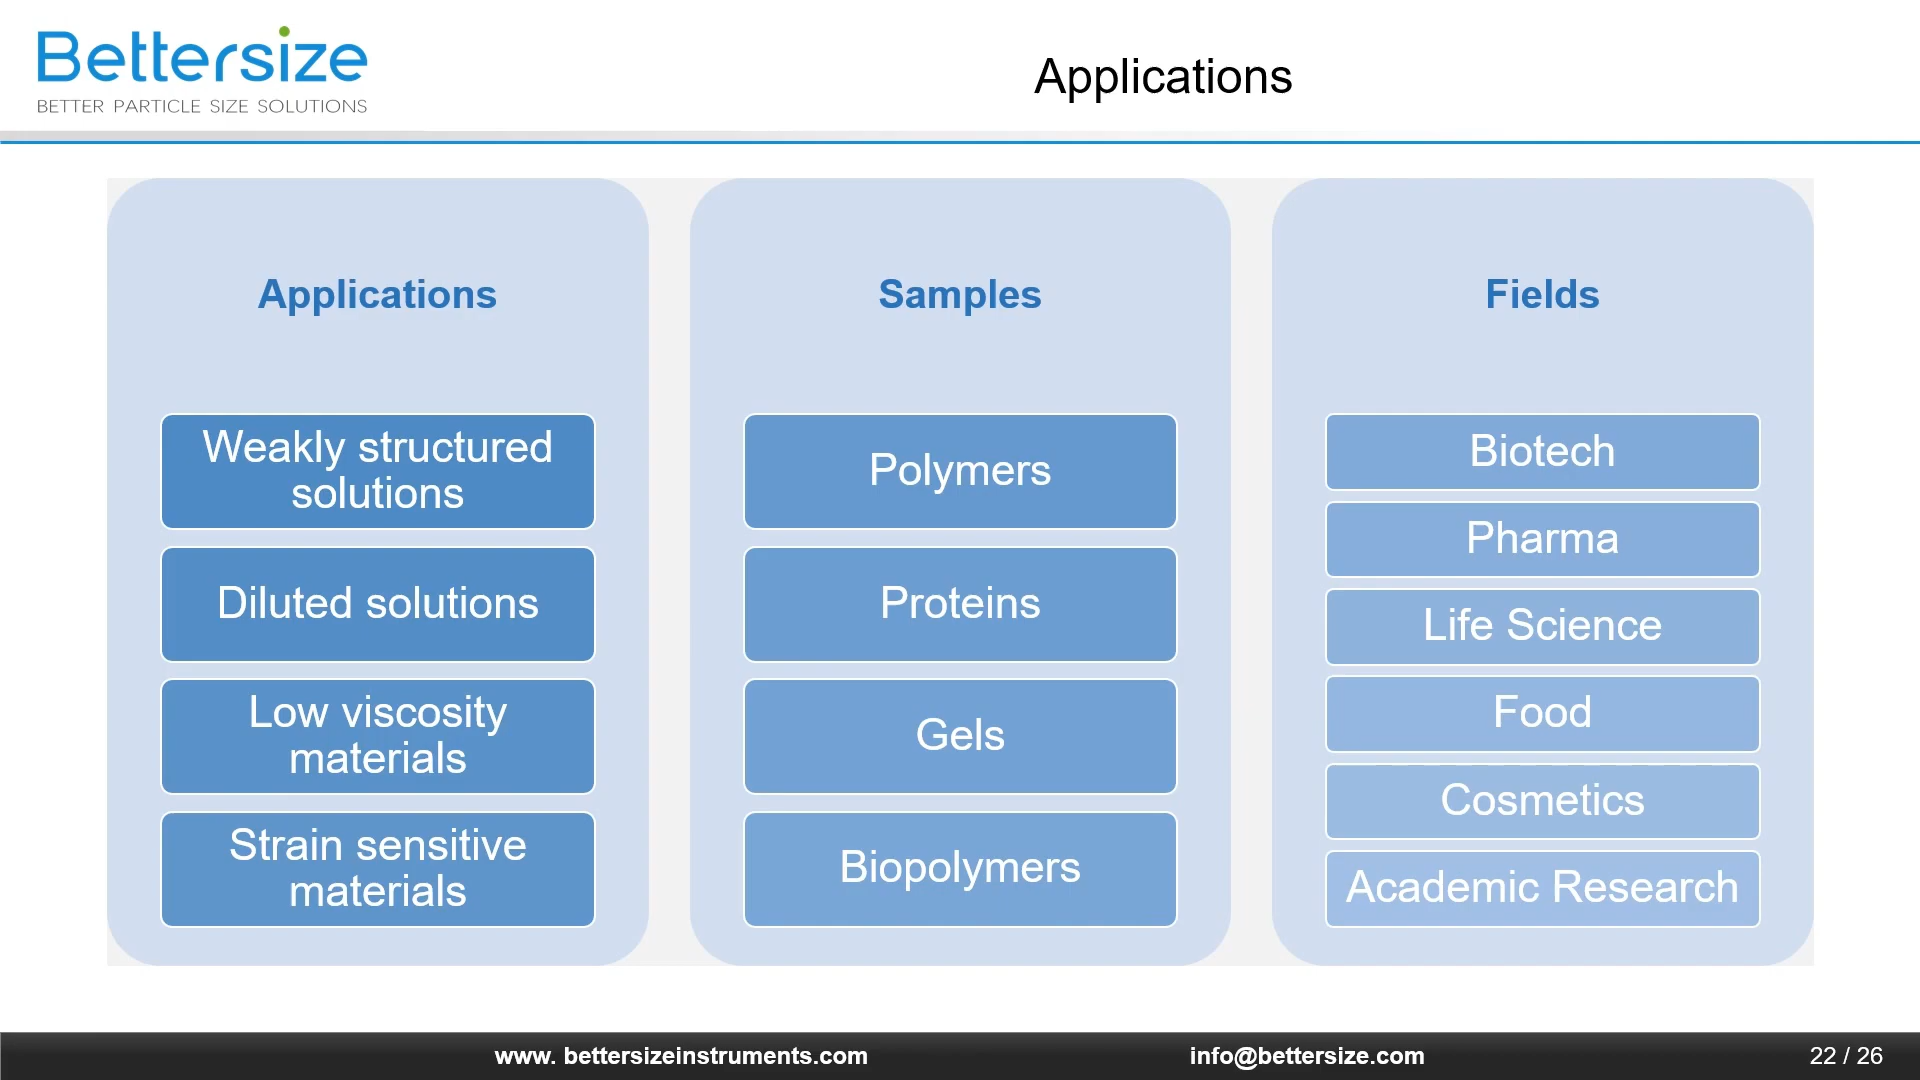 Bettersize
BETTER PARTICLE SIZE SOLUTIONS
Applications
Applications
Weakly structured
solutions
Diluted solutions
Low viscosity
materials
Strain sensitive
materials
Samples
Polymers
Proteins
Gels
Biopolymers
Fields
Biotech
Pharma
Life Science
Food
Cosmetics
Academic Research
www. bettersizeinstruments.com
info@bettersize.com
22 / 26